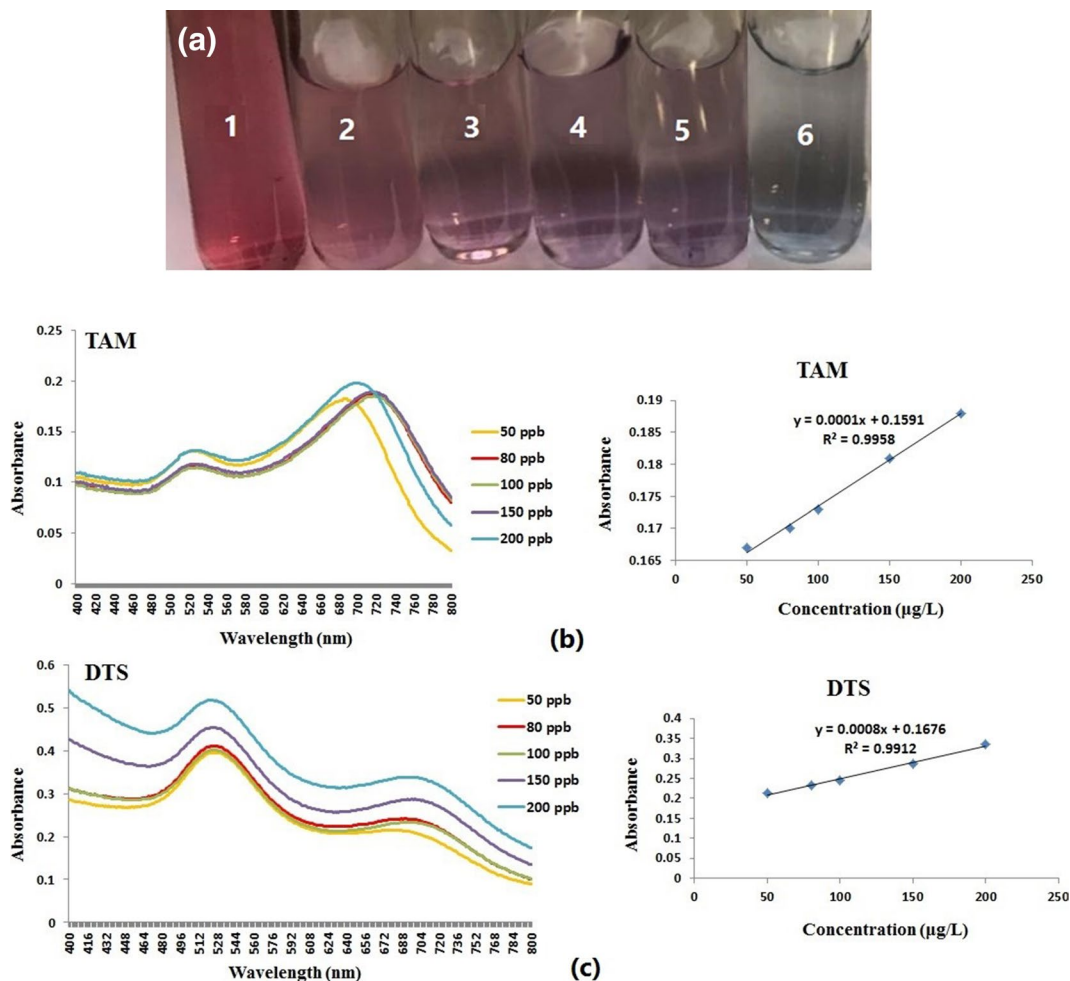 (a)
1 2 3 4 5 6
TAM
0.25
0.2
0.15
0.1
0.05
0
Absorbance
400 420 440 460 480 500 520 540 560 580 600 620 640 660 680 700 720 740 760 780 800
Wavelength (nm)
50 ppb
80 ppb
100 ppb
150 ppb
200 ppb
TAM
0.19
0.185
0.18
0.175
0.17
0.165
Absorbance
y = 0.0001x + 0.1591
R² = 0.9958
0 50 100 150 200 250
Concentration (µg/L)
(b)
DTS
0.6
0.5
0.4
0.3
0.2
0.1
0
Absorbance
400 416 432 448 464 480 496 512 528 544 560 576 592 608 624 640 656 672 688 704 720 736 752 768 784 800
Wavelength (nm)
50 ppb
80 ppb
100 ppb
150 ppb
200 ppb
DTS
0.4
0.35
0.3
0.25
0.2
0.15
0.1
0.05
0
Absorbance
y = 0.0008x + 0.1676
R² = 0.9912
0 50 100 150 200 250
Concentration (µg/L)
(c)